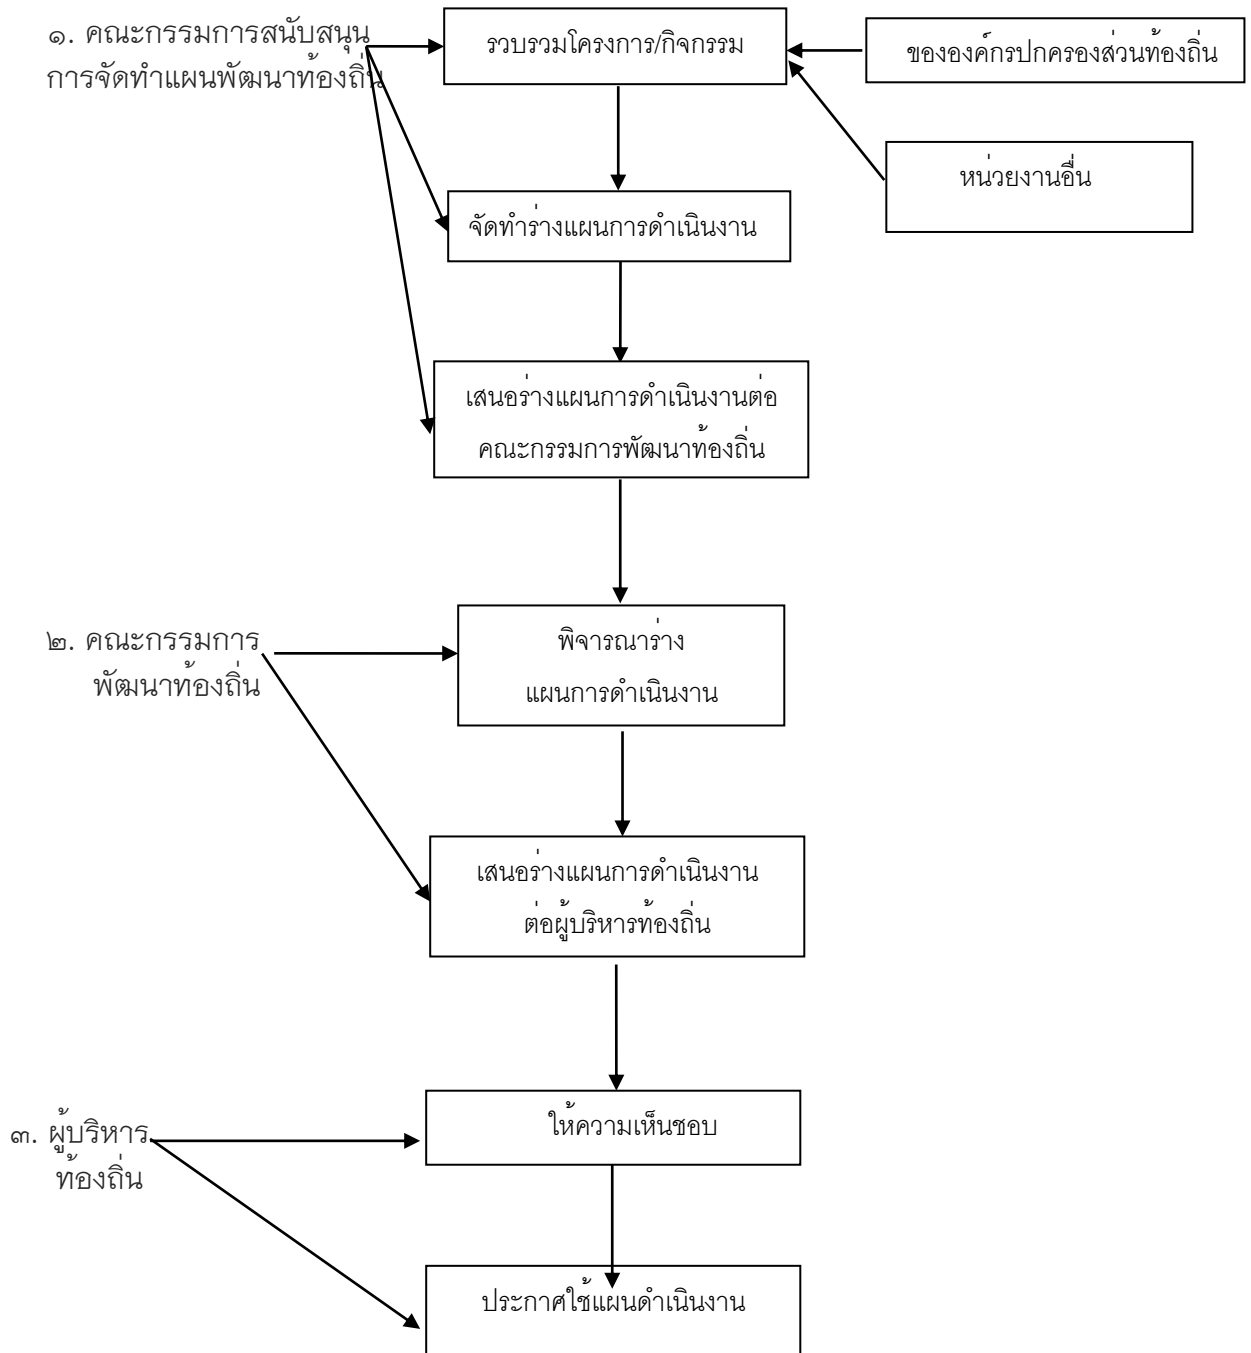 ๑. คณะกรรมการสนับสนุน
การจัดทำแผนพัฒนาท้องถิ่น
รวบรวมโครงการ/กิจกรรม
ขององค์กรปกครองส่วนท้องถิ่น
หน่วยงานอื่น
จัดทำร่างแผนการดำเนินงาน
เสนอร่างแผนการดำเนินงานต่อ
คณะกรรมการพัฒนาท้องถิ่น
๒. คณะกรรมการ
พัฒนาท้องถิ่น
พิจารณาร่าง
แผนการดำเนินงาน
เสนอร่างแผนการดำเนินงาน
ต่อผู้บริหารท้องถิ่น
๓. ผู้บริหาร
ท้องถิ่น
ให้ความเห็นชอบ
ประกาศใช้แผนดำเนินงาน